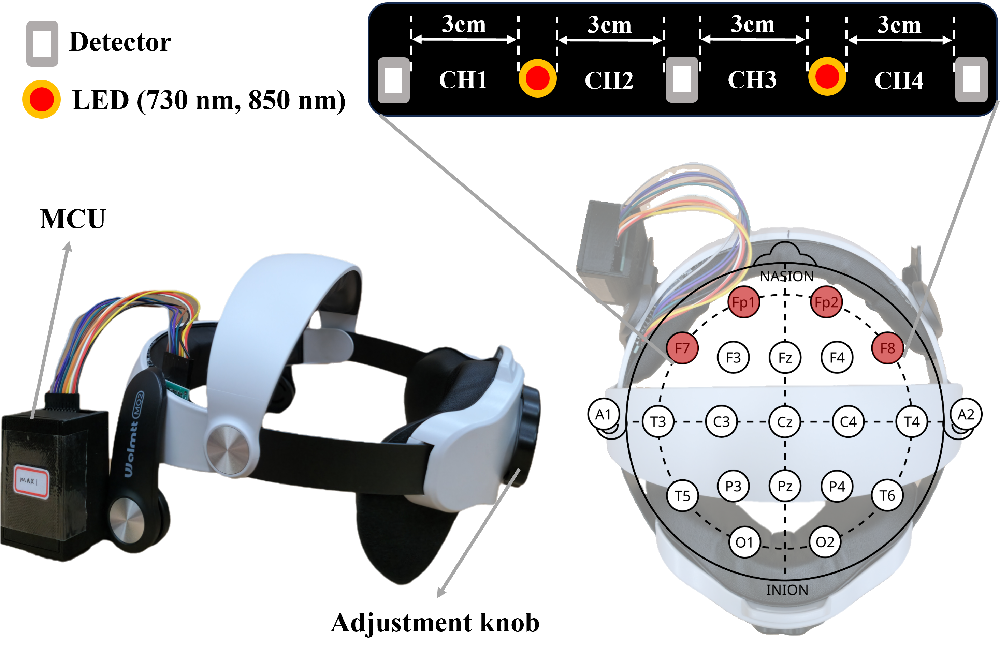 Detector
LED (730 nm, 850 nm)
3cm 3cm 3cm 3cm
CH1 CH2 CH3 CH4
MCU
Wolmtt MQ2
max1
Adjustment knob
NASION
Fp1 Fp2
F7 F3 Fz F4 F8
A1 T3 C3 Cz C4 T4 A2
T5 P3 Pz P4 T6
O1 O2
INION